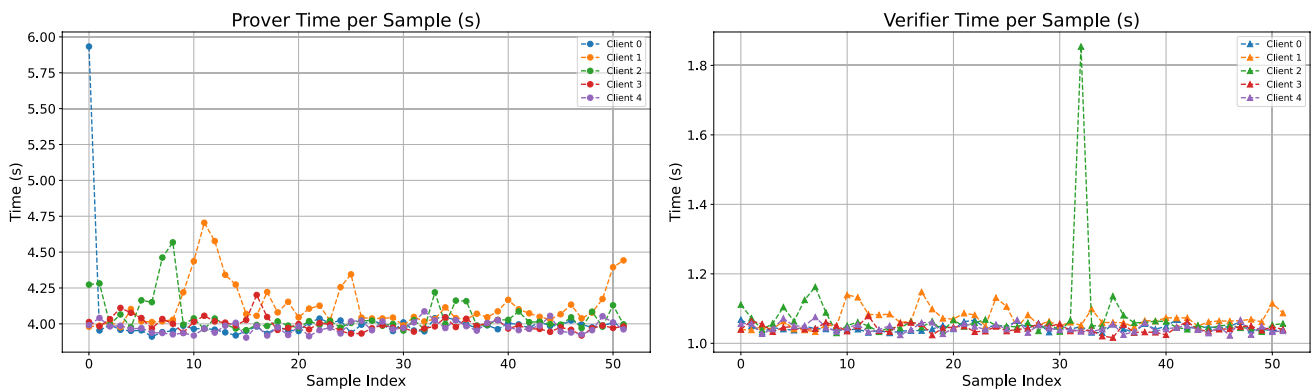 Prover Time per Sample (s)
Time (s)
6.00
5.75
5.50
5.25
5.00
4.75
4.50
4.25
4.00
Client 0
Client 1
Client 2
Client 3
Client 4
0 10 20 30 40 50
Sample Index
Verifier Time per Sample (s)
Time (s)
1.8
1.6
1.4
1.2
1.0
Client 0
Client 1
Client 2
Client 3
Client 4
0 10 20 30 40 50
Sample Index